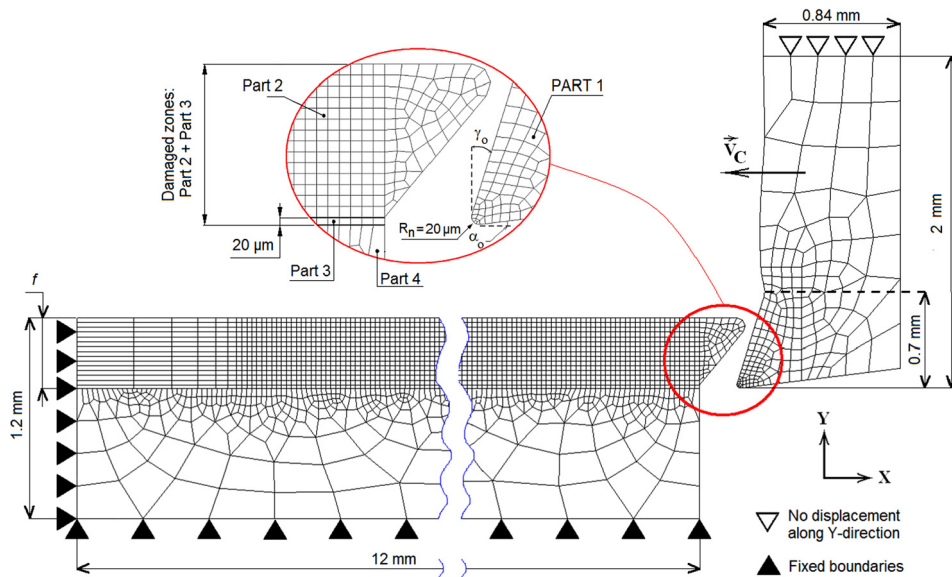 0.84 mm
Part 2
PART 1
Damaged zones:
Part 2 + Part 3
γo
V⃗C
2 mm
20 µm
Rn = 20 µm
αo
Part 3
Part 4
f
0.7 mm
1.2 mm
Y
X
No displacement
along Y-direction
12 mm
Fixed boundaries